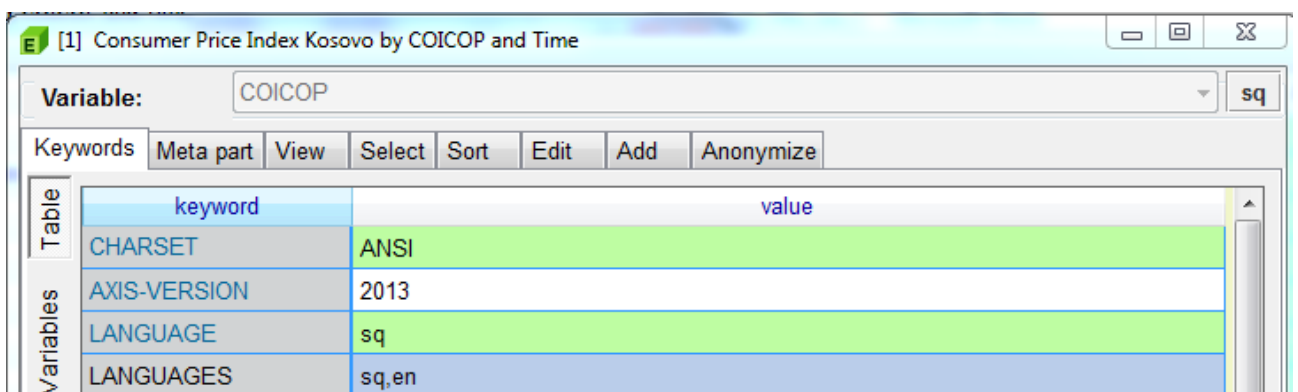 [1] Consumer Price Index Kosovo by COICOP and Time
Variable: COICOP sq
Keywords Meta part View Select Sort Edit Add Anonymize
Table
Variables
keyword value
CHARSET ANSI
AXIS-VERSION 2013
LANGUAGE sq
LANGUAGES sq,en